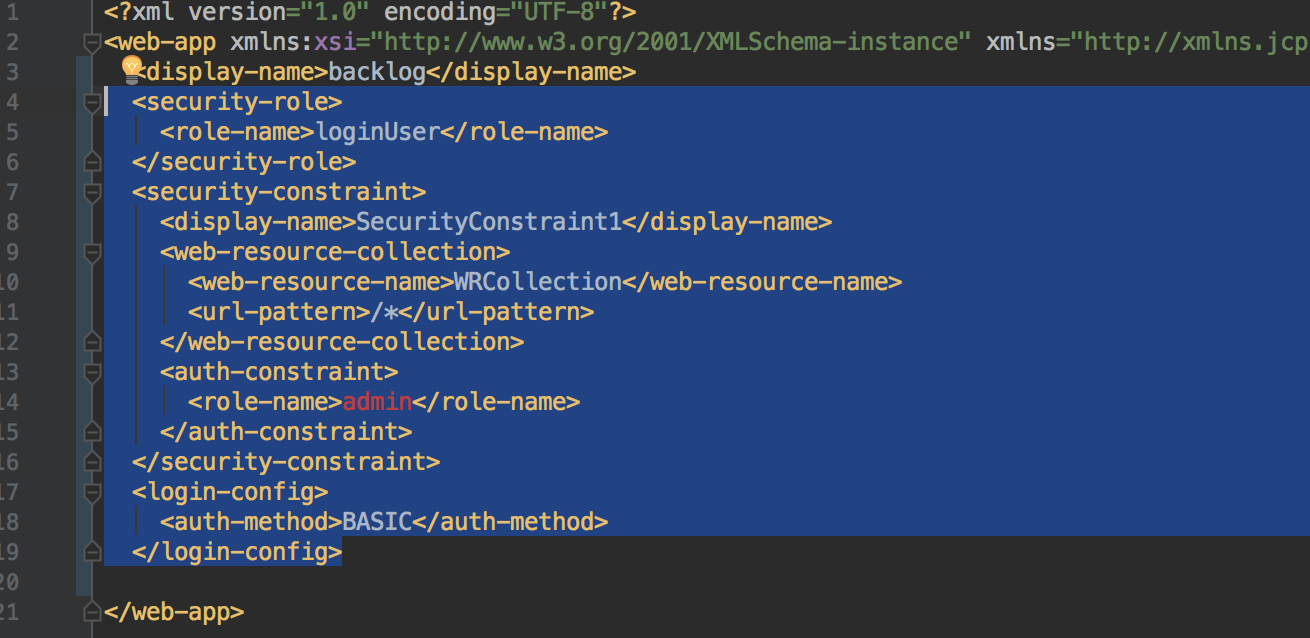 1 <?xml version="1.0" encoding="UTF-8"?>
2 <web-app xmlns:xsi="http://www.w3.org/2001/XMLSchema-instance" xmlns="http://xmlns.jcp
3 <display-name>backlog</display-name>
4 <security-role>
5 <role-name>loginUser</role-name>
6 </security-role>
7 <security-constraint>
8 <display-name>SecurityConstraint1</display-name>
9 <web-resource-collection>
10 <web-resource-name>WRCollection</web-resource-name>
11 <url-pattern>/*</url-pattern>
12 </web-resource-collection>
13 <auth-constraint>
14 <role-name>admin</role-name>
15 </auth-constraint>
16 </security-constraint>
17 <login-config>
18 <auth-method>BASIC</auth-method>
19 </login-config>
20
21 </web-app>